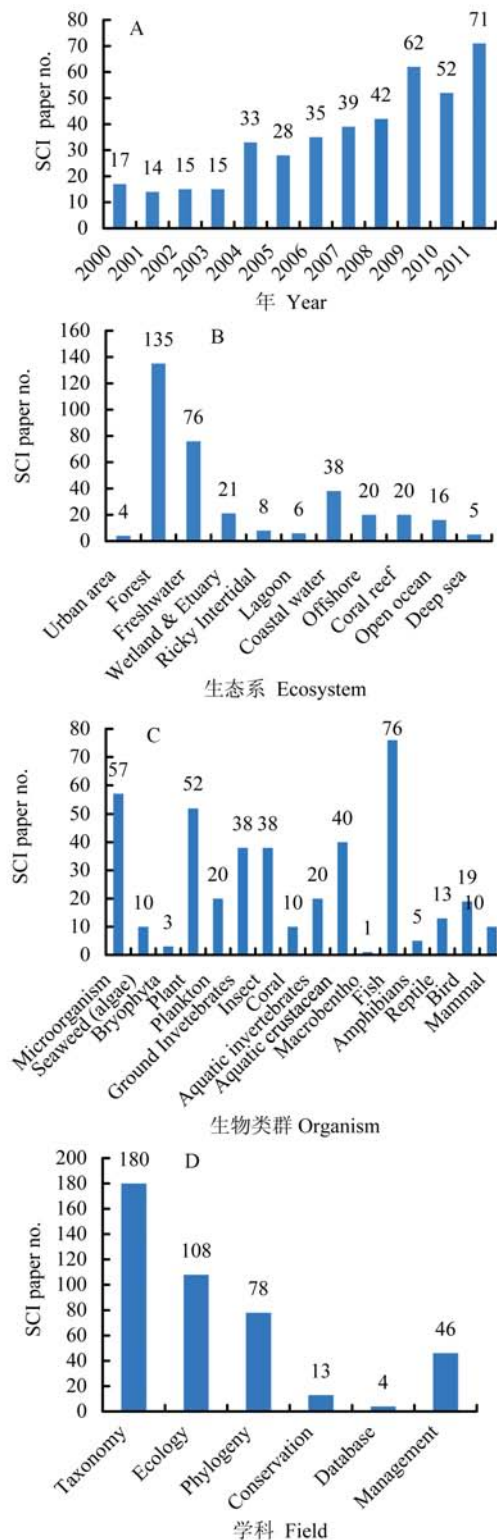 A
SCI paper no.
80
70
60
50
40
30
20
10
0
17
14
15
15
33
28
35
39
42
62
52
71
2000
2001
2002
2003
2004
2005
2006
2007
2008
2009
2010
2011
年 Year
B
SCI paper no.
160
140
120
100
80
60
40
20
0
4
135
76
21
8
6
38
20
20
16
5
Urban area
Forest
Freshwater
Wetland & Etuary
Ricky Intertidal
Lagoon
Coastal water
Offshore
Coral reef
Open ocean
Deep sea
生态系 Ecosystem
C
SCI paper no.
80
70
60
50
40
30
20
10
0
57
10
3
52
20
38
38
10
20
40
1
76
5
13
19
10
Microorganism
Seaweed (algae)
Bryophyta
Plant
Plankton
Ground Invetebrates
Insect
Coral
Aquatic invertebrates
Aquatic crustacean
Macrobentho
Fish
Amphibians
Reptile
Bird
Mammal
生物类群 Organism
D
SCI paper no.
200
180
160
140
120
100
80
60
40
20
0
180
108
78
13
4
46
Taxonomy
Ecology
Phylogeny
Conservation
Database
Management
学科 Field